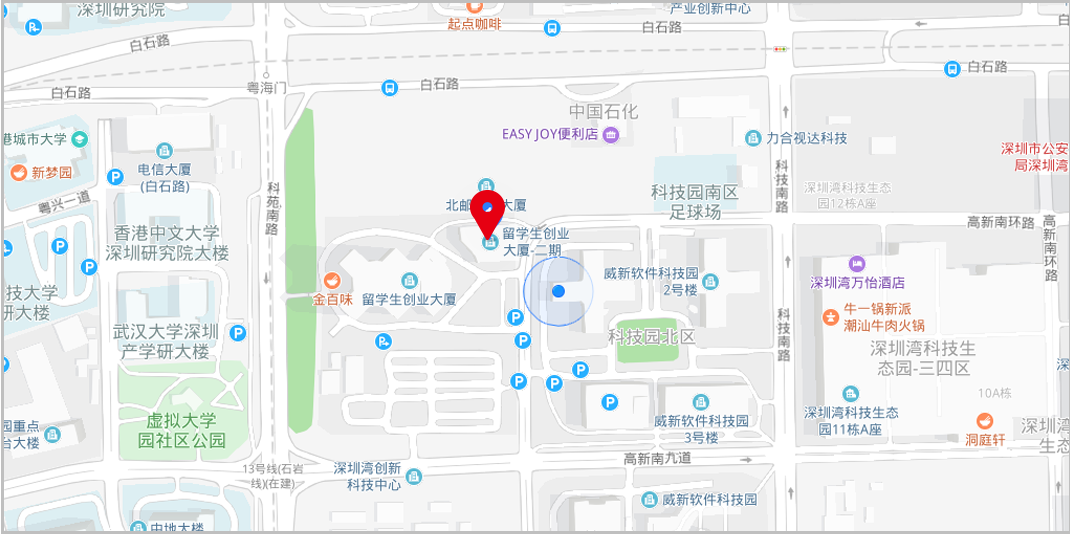 深圳研究院
起点咖啡
产业创新中心
白石路
白石路
白石路
白石路
白石路
粤海门
白
中国石化
EASY JOY便利店
力合视达科技
港城市大学
新梦园
电信大厦
(白石路)
粤兴一道
科苑南路
深圳市公安
局深圳湾
科技园南区
足球场
深圳湾科技生态
园12栋A座
科技南路
北邮
大厦
留学生创业
大厦-二期
高新南环路
高新南环路
香港中文大学
深圳研究院大楼
技大学
研大楼
金百味
留学生创业大厦
威新软件科技园
2号楼
深圳湾万怡酒店
牛一锅新派
潮汕牛肉火锅
武汉大学深圳
产学研大楼
科技园北区
科技南路
深圳湾科技生
态园-三四区
深
10A栋
虚拟大学
园社区公园
园重点
台大楼
威新软件科技园
3号楼
深圳湾科技生态
园11栋A座
洞庭轩
深圳湾
生态
13号线(石岩
线)(在建)
深圳湾创新
科技中心
高新南九道
威新软件科技园
中地大楼